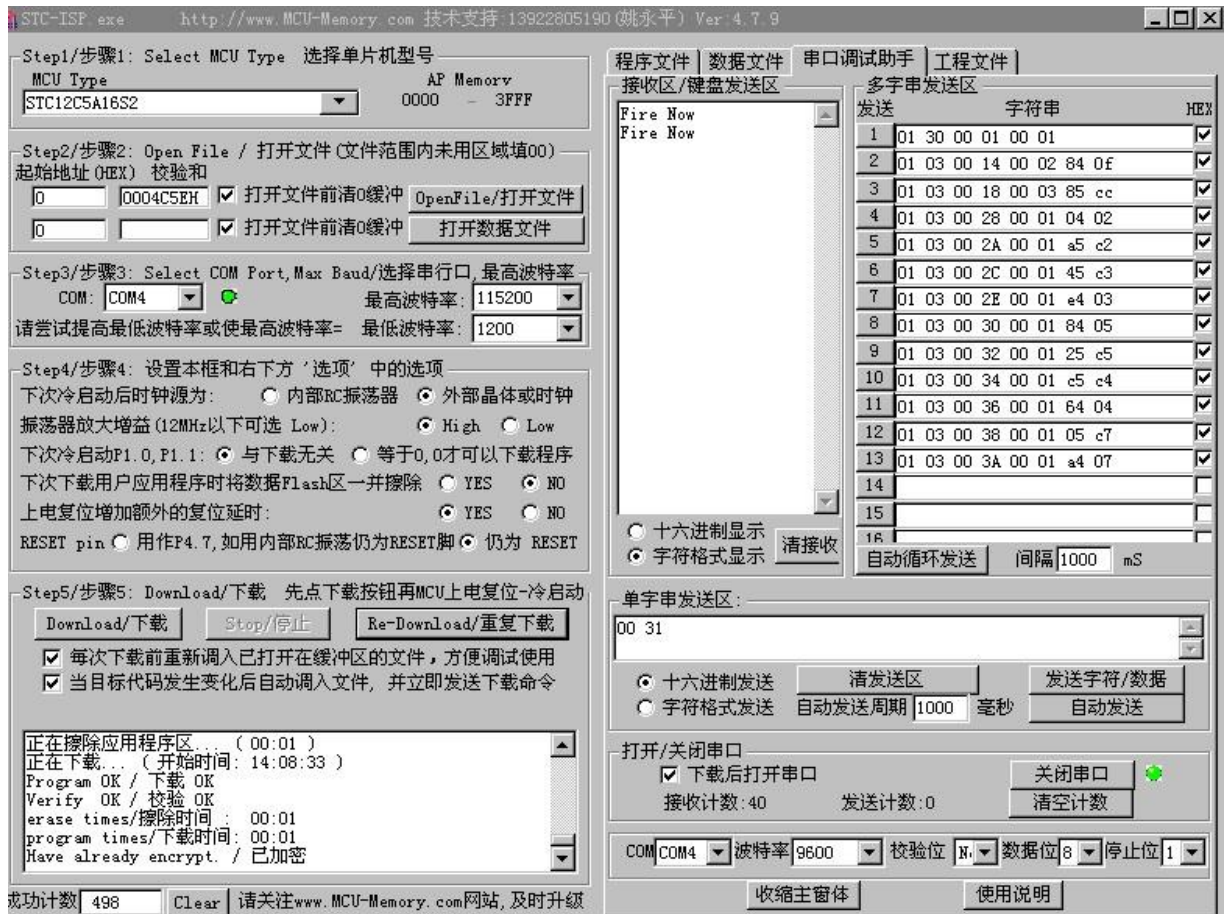 STC-ISP.exe http://www.MCU-Memory.com 技术支持:13922805190(姚永平) Ver:4.7.9
Step1/步骤1: Select MCU Type 选择单片机型号
MCU Type AP Memory
STC12C5A16S2 0000 - 3FFF
Step2/步骤2: Open File / 打开文件(文件范围内未用区域填00)
起始地址(HEX) 校验和
0 0004C5EH 打开文件前清0缓冲 OpenFile/打开文件
0 打开文件前清0缓冲 打开数据文件
Step3/步骤3: Select COM Port,Max Baud/选择串行口,最高波特率
COM: COM4 最高波特率: 115200
请尝试提高最低波特率或使最高波特率= 最低波特率: 1200
Step4/步骤4: 设置本框和右下方 '选项' 中的选项
下次冷启动后时钟源为: 内部RC振荡器 外部晶体或时钟
振荡器放大增益(12MHz以下可选 Low): High Low
下次冷启动P1.0,P1.1: 与下载无关 等于0,0才可以下载程序
下次下载用户应用程序时将数据Flash区一并擦除 YES NO
上电复位增加额外的复位延时: YES NO
RESET pin 用作P4.7,如用内部RC振荡仍为RESET脚 仍为 RESET
Step5/步骤5: Download/下载 先点下载按钮再MCU上电复位-冷启动
Download/下载 Stop/停止 Re-Download/重复下载
每次下载前重新调入已打开在缓冲区的文件，方便调试使用
当目标代码发生变化后自动调入文件, 并立即发送下载命令
正在擦除应用程序区... ( 00:01 )
正在下载... ( 开始时间: 14:08:33 )
Program OK / 下载 OK
Verify OK / 校验 OK
erase times/擦除时间 : 00:01
program times/下载时间: 00:01
Have already encrypt. / 已加密
成功计数 498 Clear 请关注www.MCU-Memory.com网站,及时升级
程序文件 数据文件 串口调试助手 工程文件
接收区/键盘发送区
Fire Now
Fire Now
十六进制显示
字符格式显示 清接收
多字串发送区
发送 字符串 HEX
1 01 30 00 01 00 01
2 01 03 00 14 00 02 84 0f
3 01 03 00 18 00 03 85 cc
4 01 03 00 28 00 01 04 02
5 01 03 00 2A 00 01 a5 c2
6 01 03 00 2C 00 01 45 c3
7 01 03 00 2E 00 01 e4 03
8 01 03 00 30 00 01 84 05
9 01 03 00 32 00 01 25 c5
10 01 03 00 34 00 01 c5 c4
11 01 03 00 36 00 01 64 04
12 01 03 00 38 00 01 05 c7
13 01 03 00 3A 00 01 a4 07
14
15
16
自动循环发送 间隔 1000 mS
单字串发送区:
00 31
十六进制发送 清发送区 发送字符/数据
字符格式发送 自动发送周期 1000 毫秒 自动发送
打开/关闭串口
下载后打开串口 关闭串口
接收计数:40 发送计数:0 清空计数
COM COM4 波特率 9600 校验位 N 数据位 8 停止位 1
收缩主窗体 使用说明